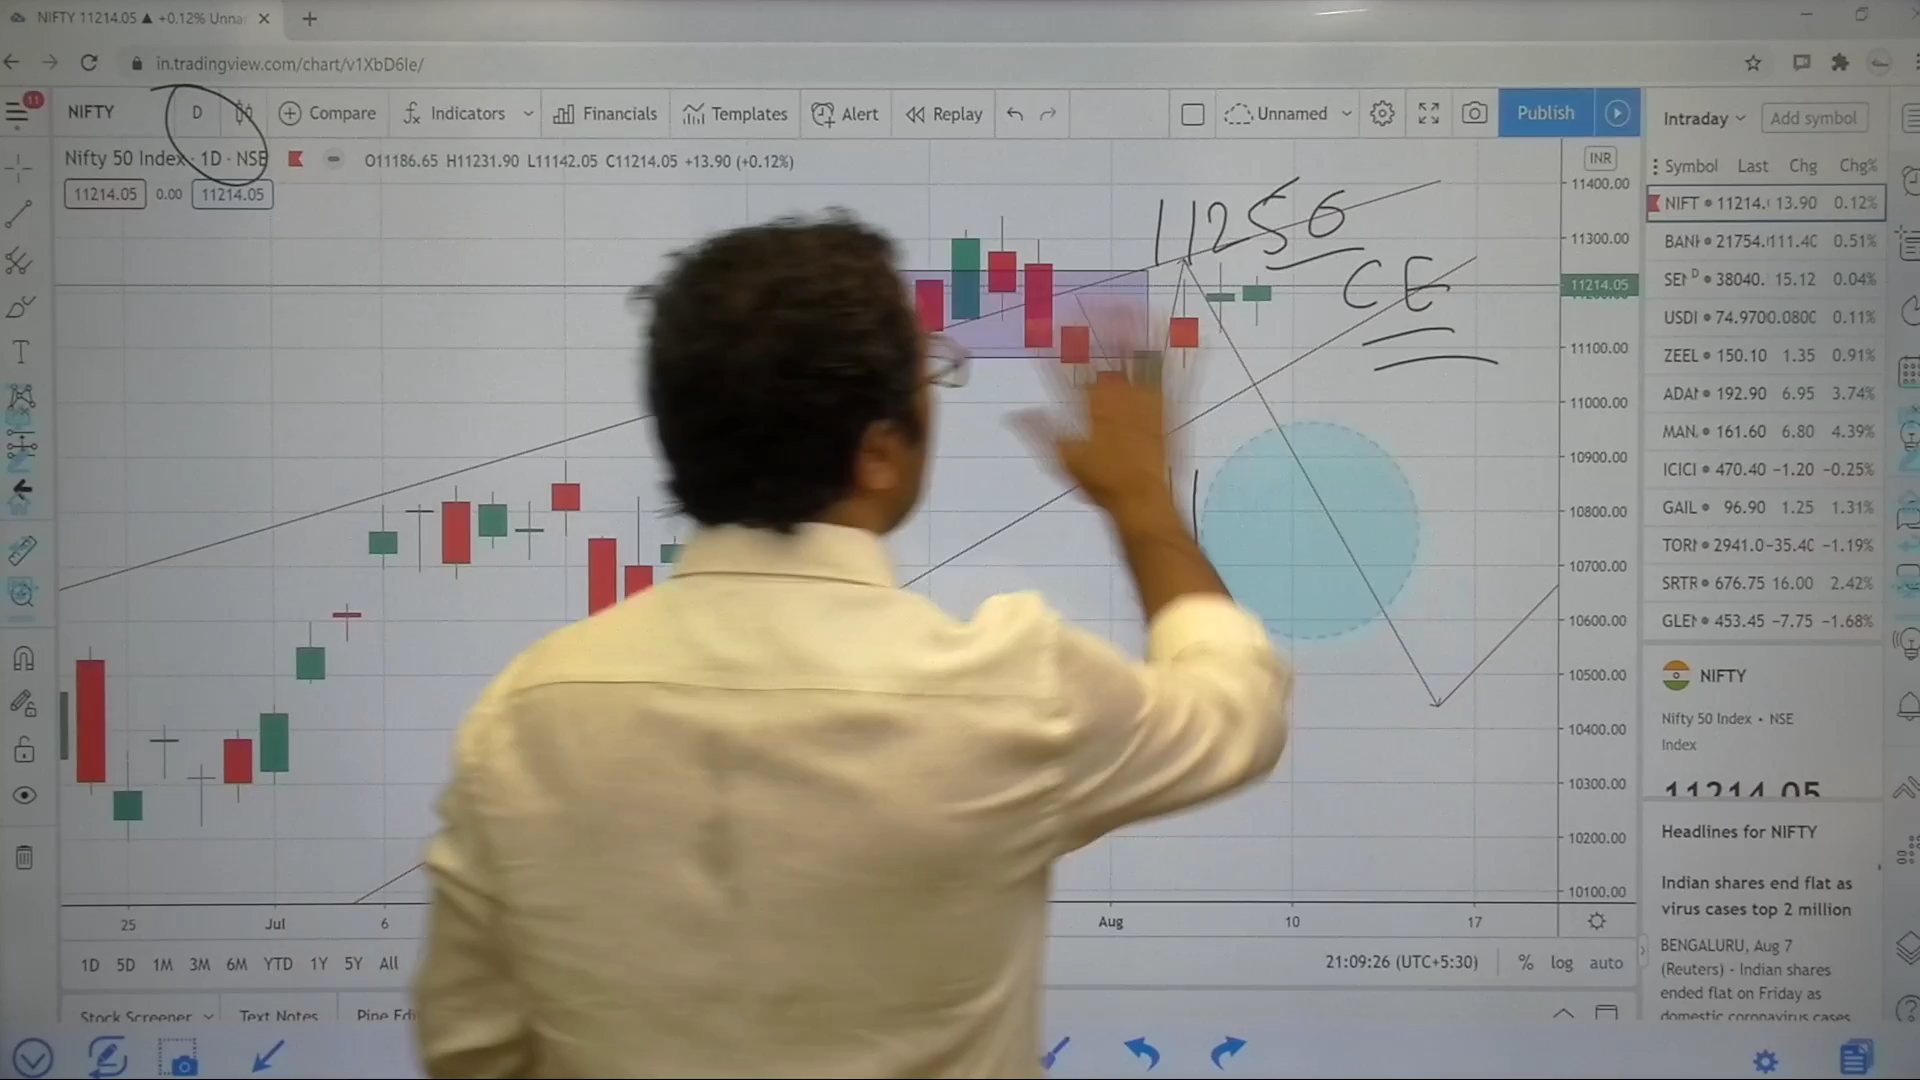 NIFTY 11214.05 ▲ +0.12% Unna
in.tradingview.com/chart/v1XbD6Ie/
11
NIFTY
D
Compare
Indicators
Financials
Templates
Alert
Replay
Unnamed
Publish
Nifty 50 Index · 1D · NSE
O11186.65 H11231.90 L11142.05 C11214.05 +13.90 (+0.12%)
11214.05 0.00 11214.05
11256
CE
INR
11400.00
11300.00
11214.05
11100.00
11000.00
10900.00
10800.00
10700.00
10600.00
10500.00
10400.00
10300.00
10200.00
10100.00
25 Jul 6 Aug 10 17
1D 5D 1M 3M 6M YTD 1Y 5Y All
21:09:26 (UTC+5:30) % log auto
Stock Screener Text Notes Pine Edi
Intraday Add symbol
Symbol Last Chg Chg%
NIFT 11214. 13.90 0.12%
BANK 21754. 111.40 0.51%
SEN D 38040. 15.12 0.04%
USDI 74.970 0.080 0.11%
ZEEL 150.10 1.35 0.91%
ADAN 192.90 6.95 3.74%
MAN 161.60 6.80 4.39%
ICICI 470.40 −1.20 −0.25%
GAIL 96.90 1.25 1.31%
TORN 2941.0 −35.40 −1.19%
SRTR 676.75 16.00 2.42%
GLEN 453.45 −7.75 −1.68%
NIFTY
Nifty 50 Index • NSE
Index
11214.05
Headlines for NIFTY
Indian shares end flat as
virus cases top 2 million
BENGALURU, Aug 7
(Reuters) - Indian shares
ended flat on Friday as
domestic coronavirus cases